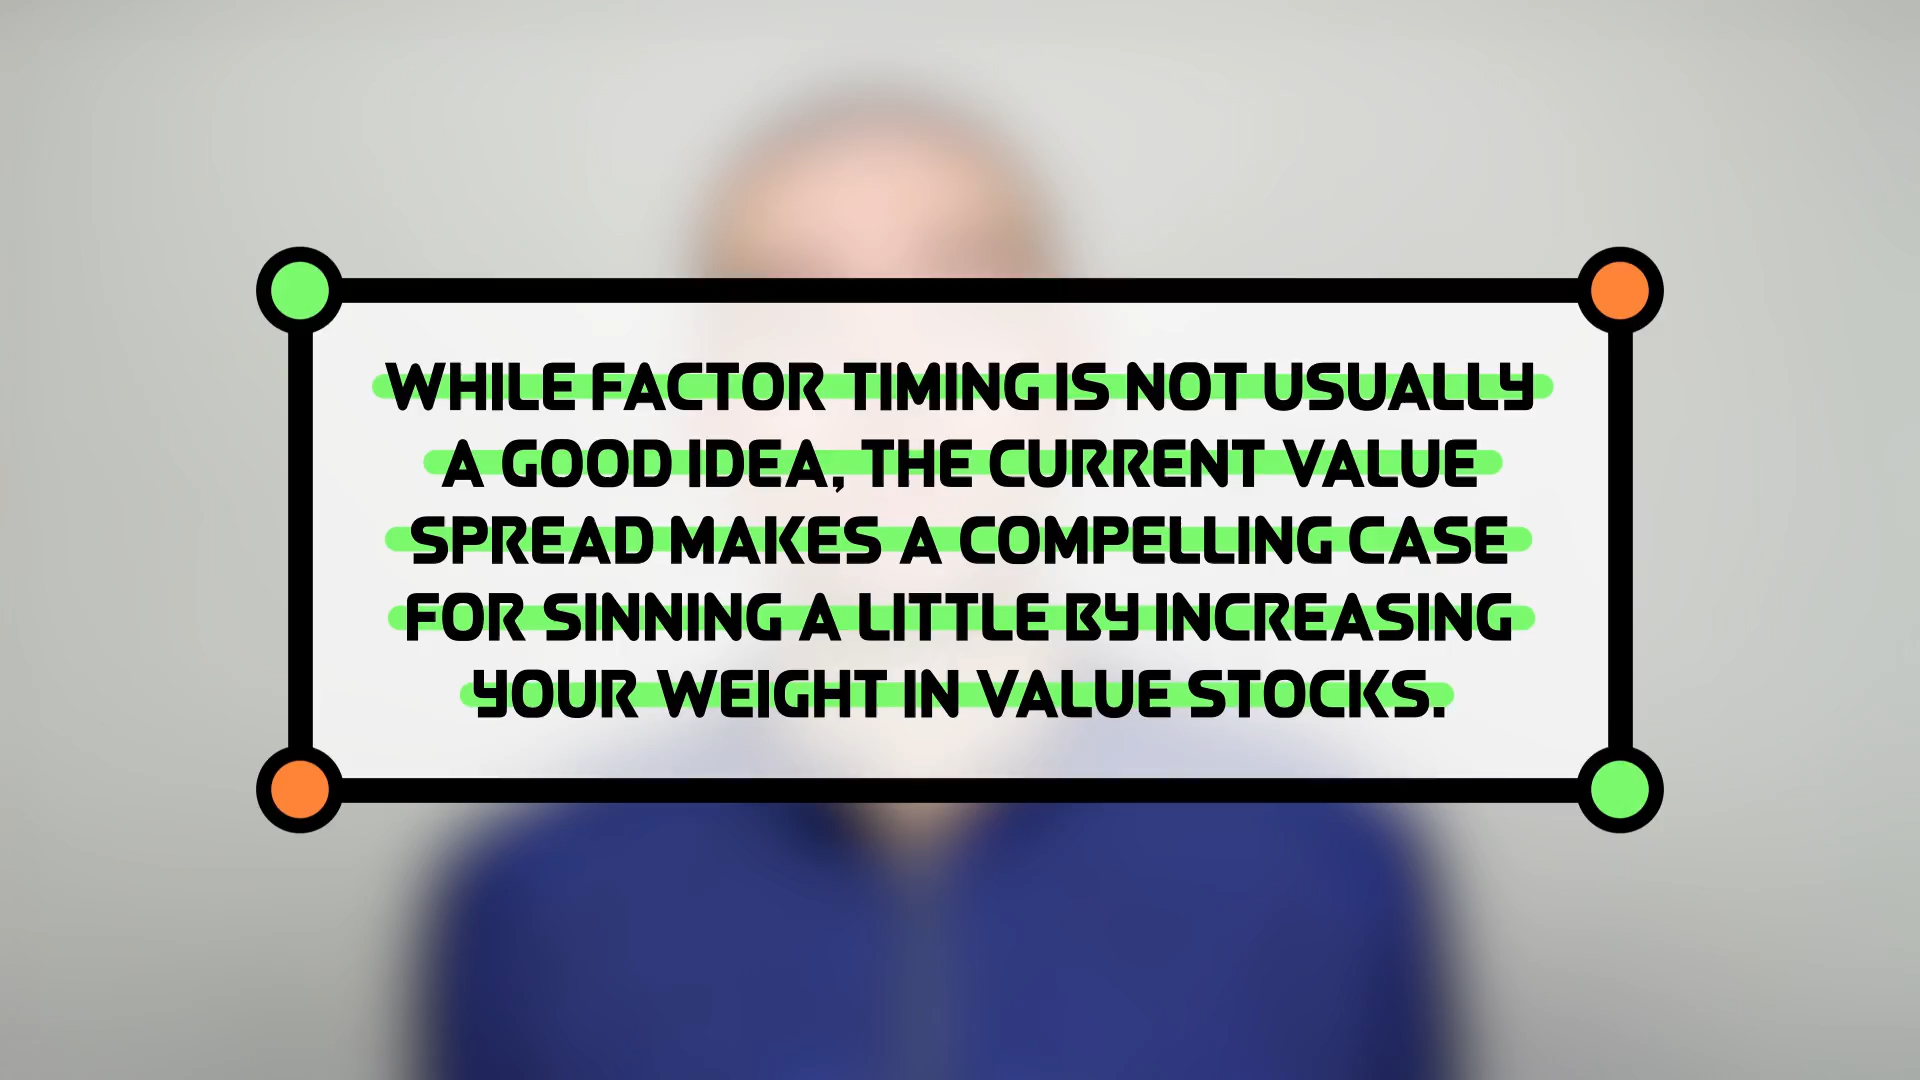 WHILE FACTOR TIMING IS NOT USUALLY
A GOOD IDEA, THE CURRENT VALUE
SPREAD MAKES A COMPELLING CASE
FOR SINNING A LITTLE BY INCREASING
YOUR WEIGHT IN VALUE STOCKS.